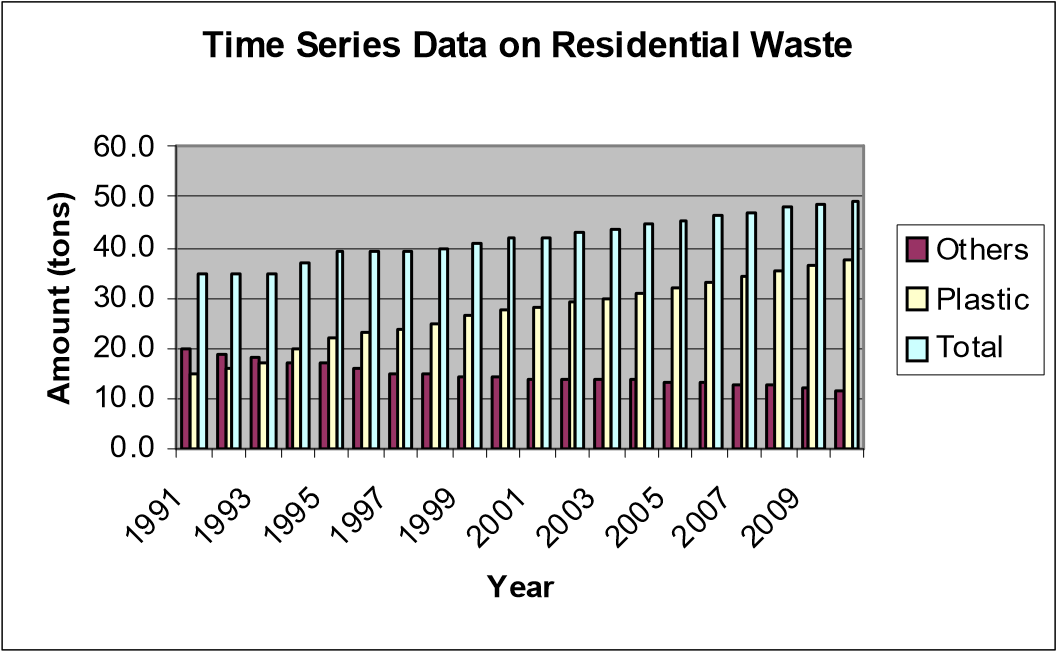 Time Series Data on Residential Waste
60.0
50.0
40.0
30.0
20.0
10.0
0.0
Amount (tons)
1991
1993
1995
1997
1999
2001
2003
2005
2007
2009
Year
Others
Plastic
Total